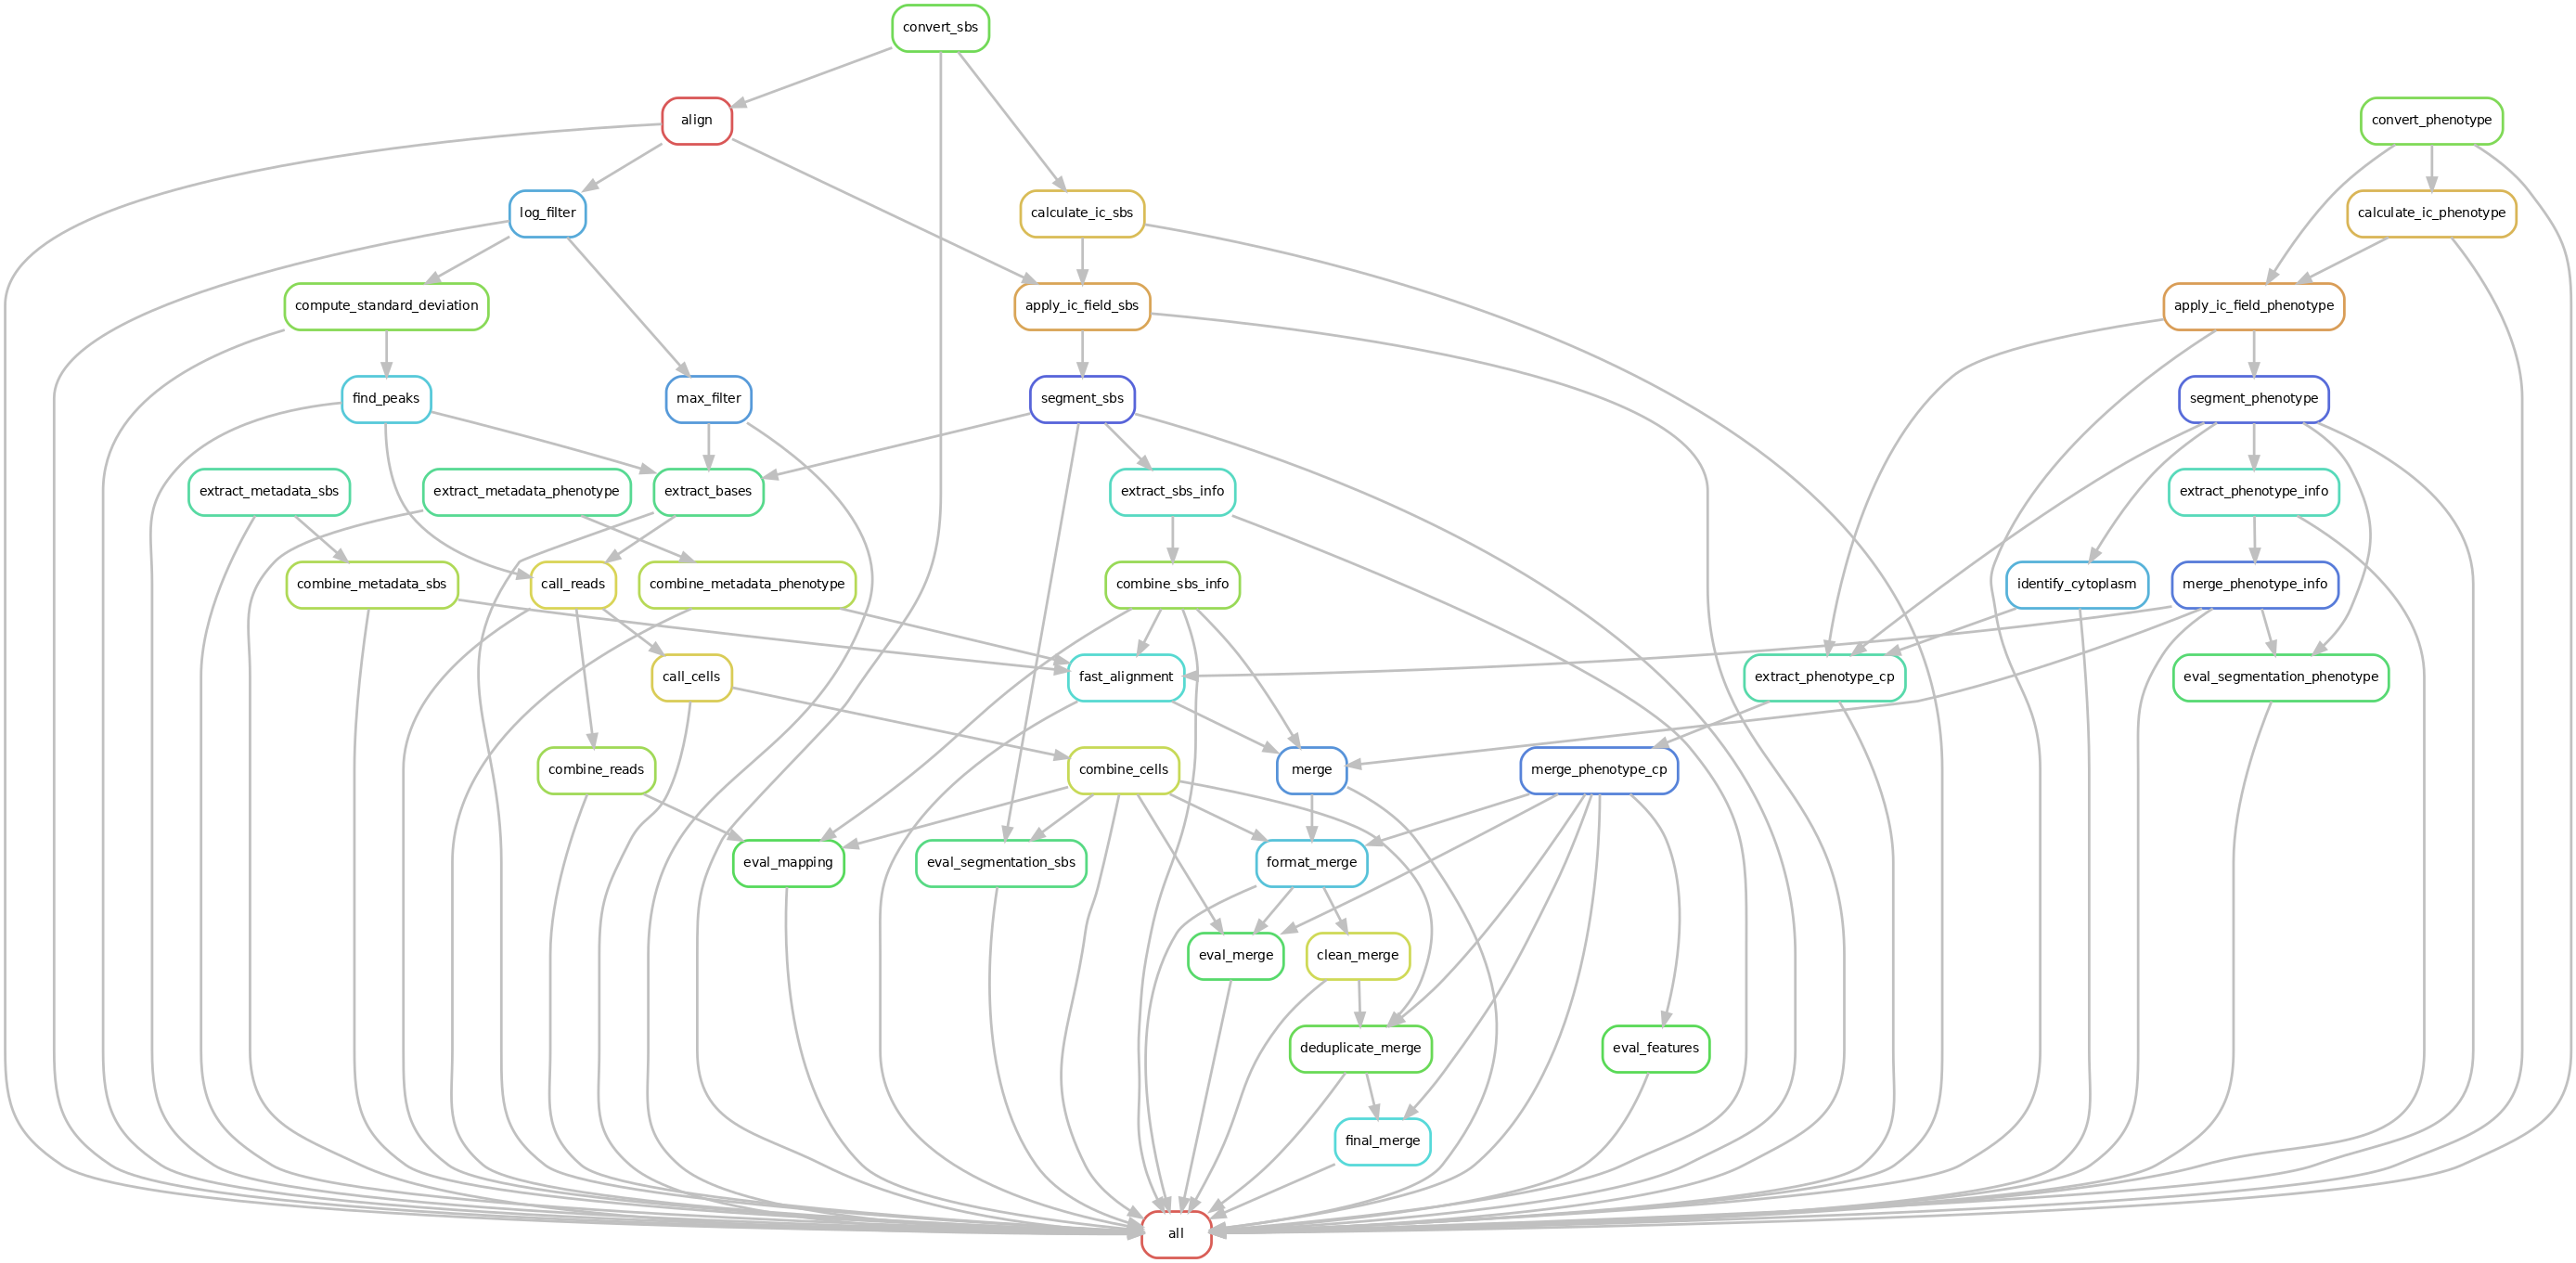 convert_sbs
align
convert_phenotype
log_filter
calculate_ic_sbs
calculate_ic_phenotype
compute_standard_deviation
apply_ic_field_sbs
apply_ic_field_phenotype
find_peaks
max_filter
segment_sbs
segment_phenotype
extract_metadata_sbs
extract_metadata_phenotype
extract_bases
extract_sbs_info
extract_phenotype_info
combine_metadata_sbs
call_reads
combine_metadata_phenotype
combine_sbs_info
identify_cytoplasm
merge_phenotype_info
call_cells
fast_alignment
extract_phenotype_cp
eval_segmentation_phenotype
combine_reads
combine_cells
merge
merge_phenotype_cp
eval_mapping
eval_segmentation_sbs
format_merge
eval_merge
clean_merge
deduplicate_merge
eval_features
final_merge
all